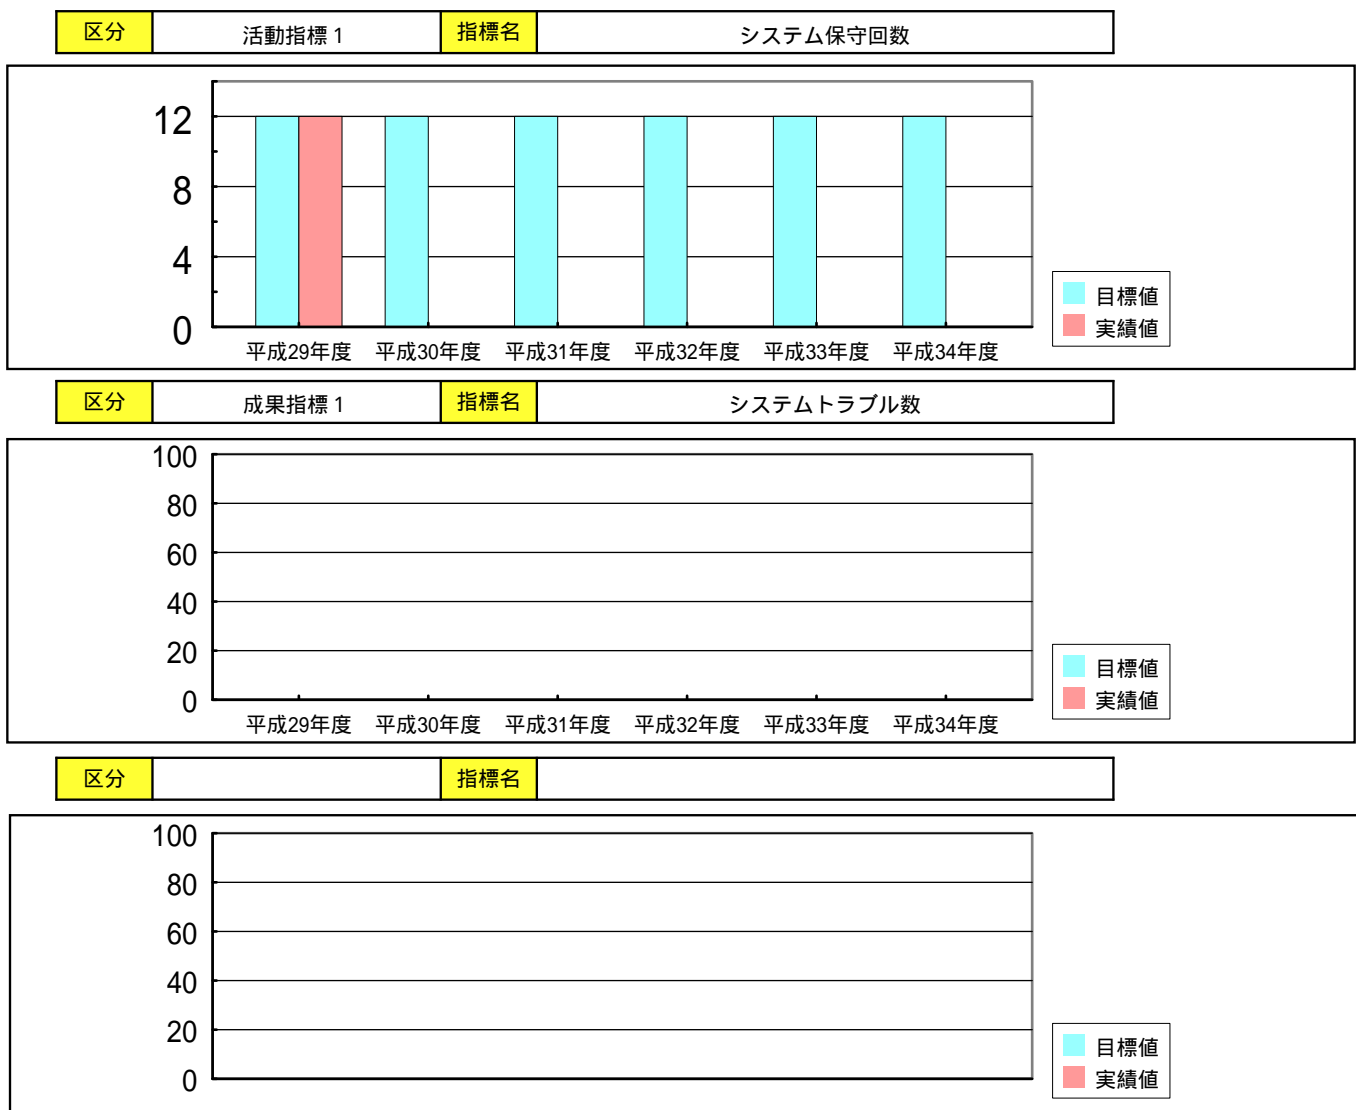 区分 活動指標1 指標名 システム保守回数
12
8
4
0
平成29年度 平成30年度 平成31年度 平成32年度 平成33年度 平成34年度
目標値
実績値
区分 成果指標1 指標名 システムトラブル数
100
80
60
40
20
0
平成29年度 平成30年度 平成31年度 平成32年度 平成33年度 平成34年度
目標値
実績値
区分 指標名
100
80
60
40
20
0
目標値
実績値